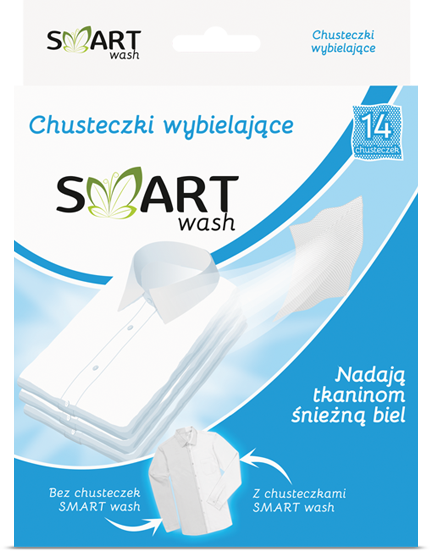 SMART
wash
Chusteczki
wybielające
Chusteczki wybielające
14
chusteczek
SMART
wash
Nadają
tkaninom
śnieżną biel
Bez chusteczek
SMART wash
Z chusteczkami
SMART wash